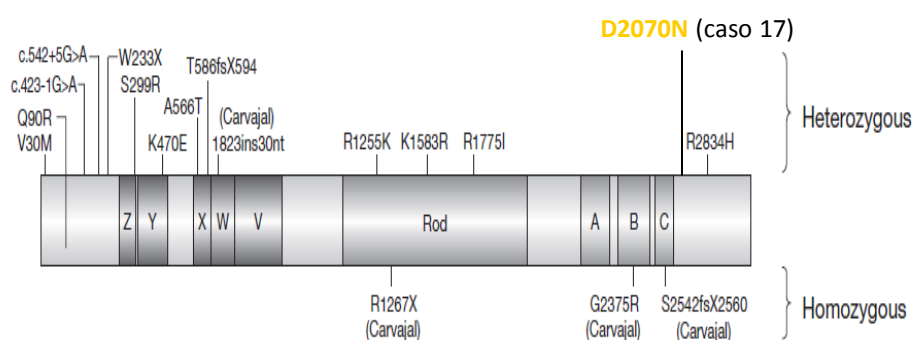 D2070N (caso 17)
c.542+5G>A
W233X
T586fsX594
c.423-1G>A
S299R
Q90R
A566T
(Carvajal)
V30M
K470E
1823ins30nt
R1255K K1583R R1775I
R2834H
Heterozygous
Z Y X W V Rod A B C
R1267X
(Carvajal)
G2375R
(Carvajal)
S2542fsX2560
(Carvajal)
Homozygous